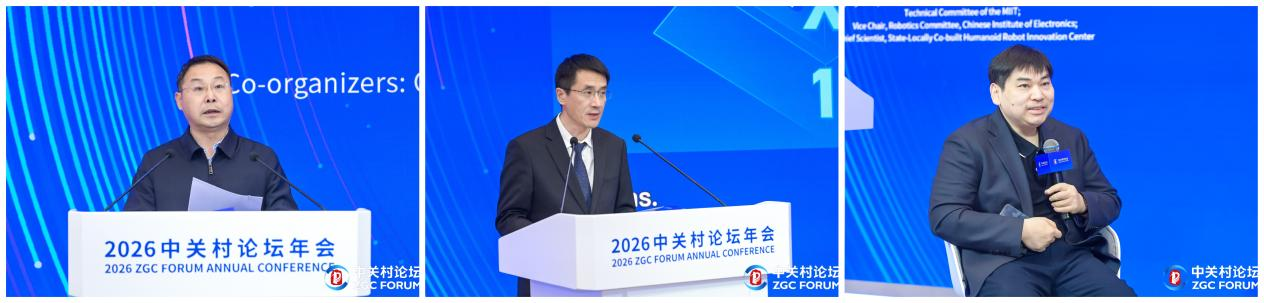 Co-organizers:
2026中关村论坛年会
2026 ZGC FORUM ANNUAL CONFERENCE
中关村论坛
ZGC FORUM
X
1
ns.
2026中关村论坛年会
2026 ZGC FORUM ANNUAL CONFERENCE
中关村论坛
ZGC FORUM
Technical Committee of the MIIT;
Vice Chair, Robotics Committee, Chinese Institute of Electronics;
hief Scientist, State-Locally Co-built Humanoid Robot Innovation Center
中关村论坛
ZGC FORUM